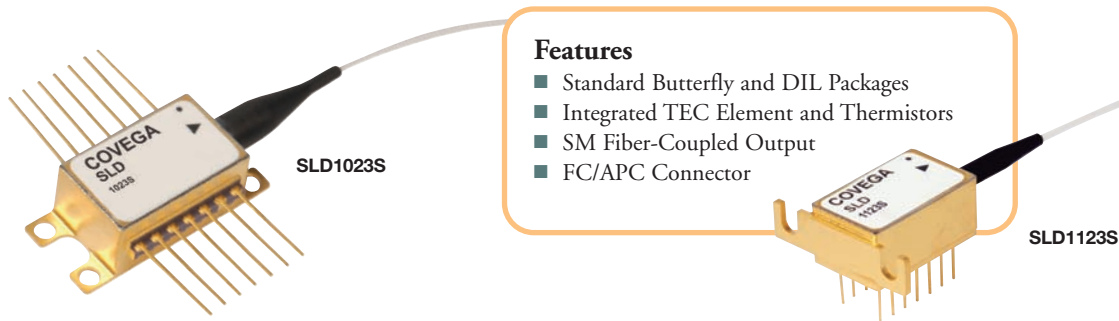 Features
■ Standard Butterfly and DIL Packages
■ Integrated TEC Element and Thermistors
■ SM Fiber-Coupled Output
■ FC/APC Connector
COVEGA
SLD
1023S
SLD1023S
COVEGA
SLD
1123S
SLD1123S